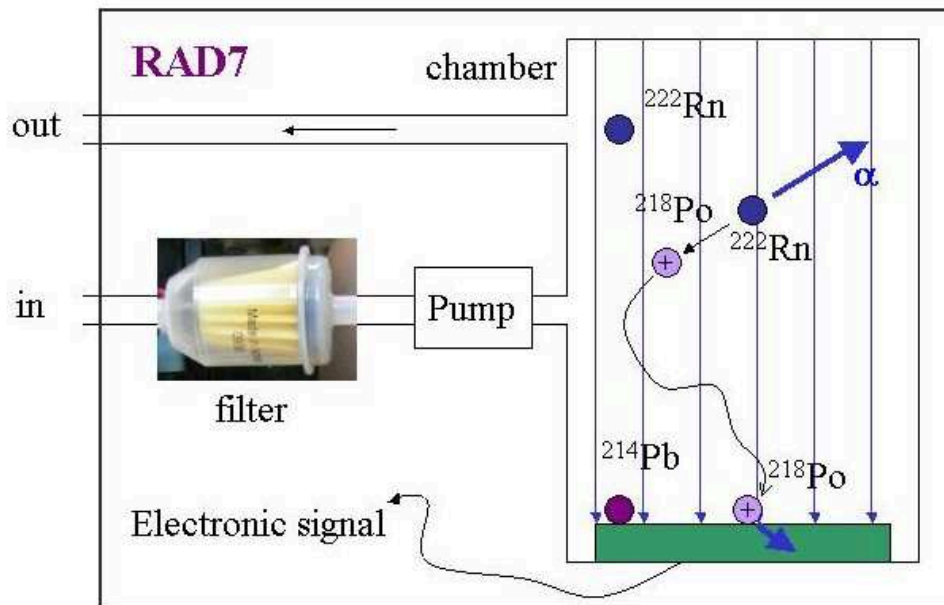 RAD7
chamber
out
²²²Rn
α
²¹⁸Po
²²²Rn
in
Pump
filter
²¹⁴Pb
²¹⁸Po
Electronic signal